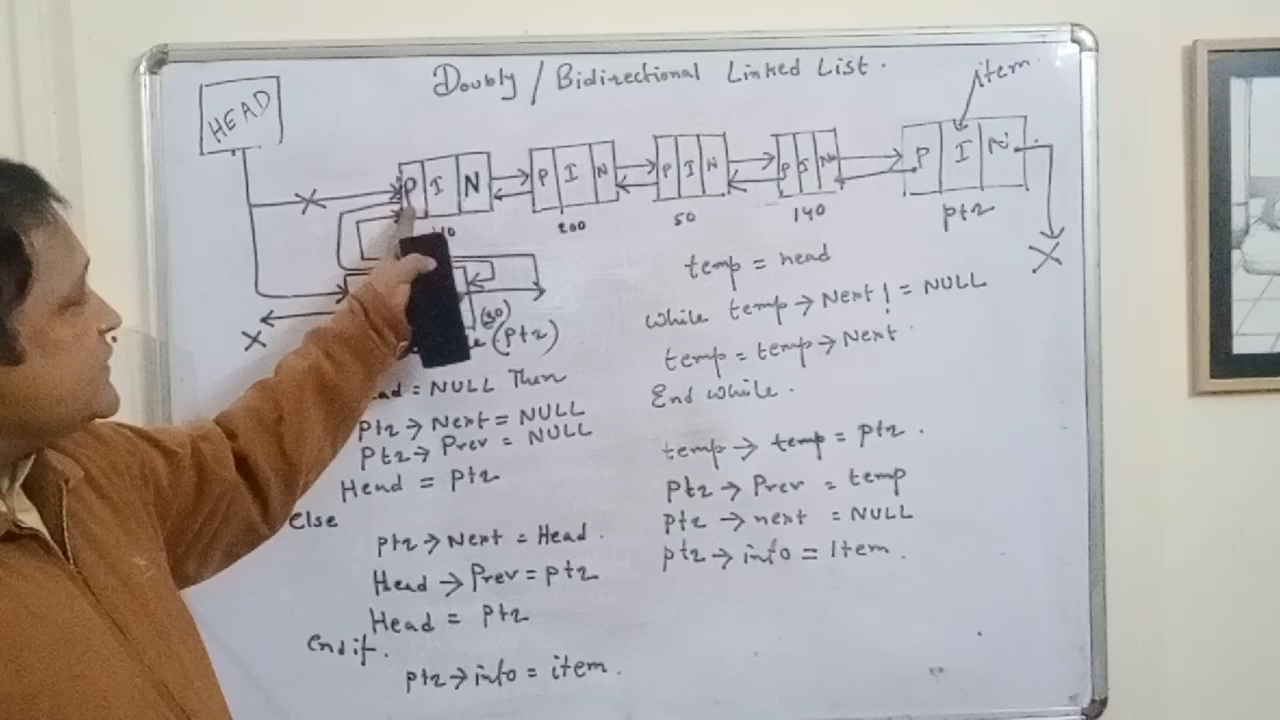 Doubly / Bidirectional Linked List.
item.
HEAD
P I N
P I N
P I N
P I N
P I N
200
50
140
ptr
temp = head
while temp → Next != NULL
temp = temp → Next
End while.
temp → temp = ptr.
ptr → Prev = temp
ptr → next = NULL
ptr → info = Item.
X
X
X
(30)
(ptr)
= NULL Then
ptr → Next = NULL
ptr → Prev = NULL
Head = ptr
Else
ptr → Next = Head.
Head → Prev = ptr
Head = ptr
End if.
ptr → info = item.